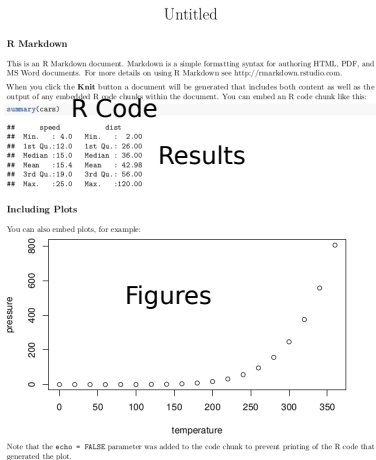 Untitled
R Markdown
This is an R Markdown document. Markdown is a simple formatting syntax for authoring HTML, PDF, and
MS Word documents. For more details on using R Markdown see http://rmarkdown.rstudio.com.
When you click the Knit button a document will be generated that includes both content as well as the
output of any embedded R code chunks within the document. You can embed an R code chunk like this:
summary(cars)
R Code
##      speed           dist
##  Min.   : 4.0   Min.   :  2.00
##  1st Qu.:12.0   1st Qu.: 26.00
##  Median :15.0   Median : 36.00
##  Mean   :15.4   Mean   : 42.98
##  3rd Qu.:19.0   3rd Qu.: 56.00
##  Max.   :25.0   Max.   :120.00
Results
Including Plots
You can also embed plots, for example:
800
600
400
200
0
pressure
Figures
0 50 100 150 200 250 300 350
temperature
Note that the echo = FALSE parameter was added to the code chunk to prevent printing of the R code that
generated the plot.